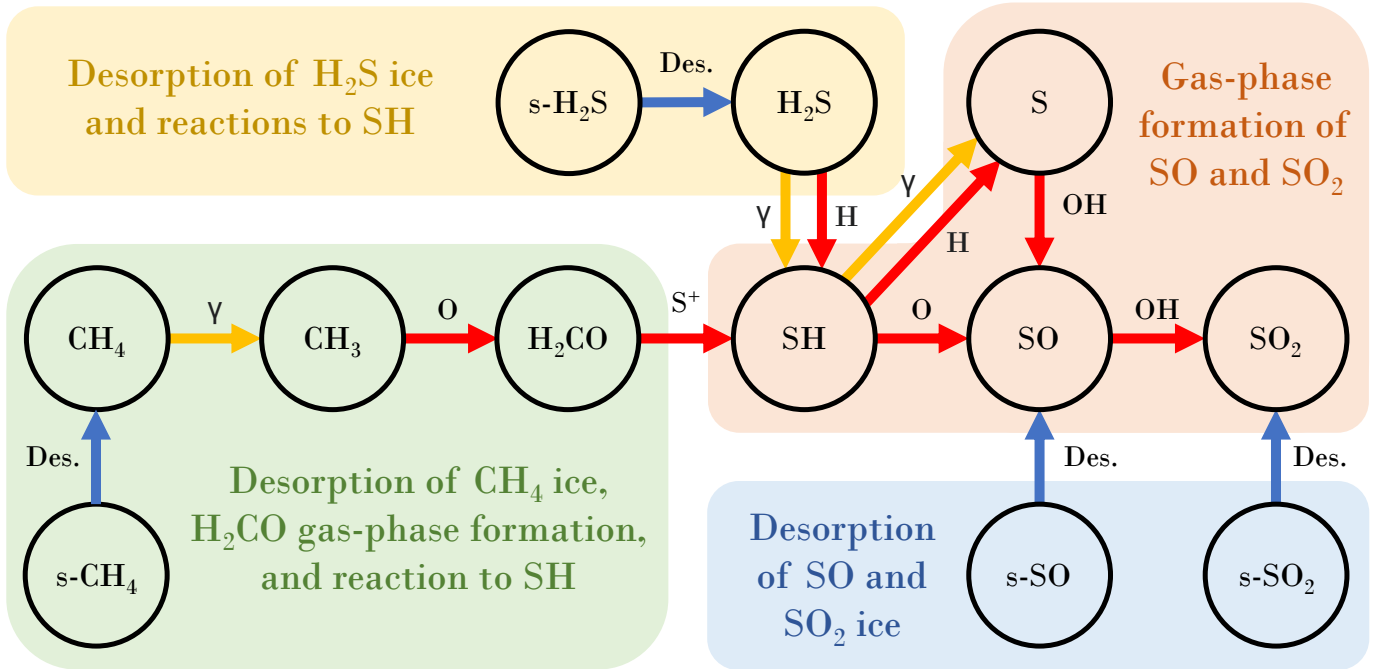 Desorption of H₂S ice
and reactions to SH
s-H₂S
Des.
H₂S
S
Gas-phase
formation of
SO and SO₂
γ
H
γ
H
OH
CH₄
γ
CH₃
O
H₂CO
S⁺
SH
O
SO
OH
SO₂
Des.
Des.
Des.
s-CH₄
Desorption of CH₄ ice,
H₂CO gas-phase formation,
and reaction to SH
Desorption
of SO and
SO₂ ice
s-SO
s-SO₂